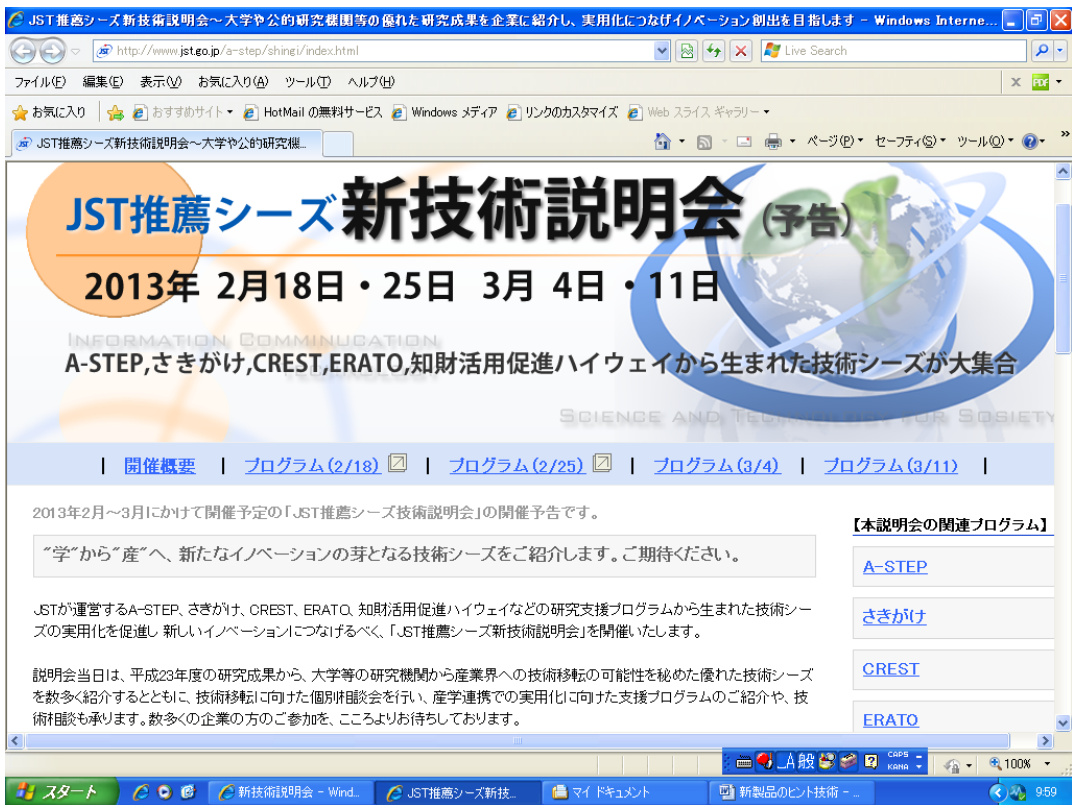 JST推薦シーズ新技術説明会～大学や公的研究機関等の優れた研究成果を企業に紹介し、実用化につなげイノベーション創出を目指します - Windows Interne...
http://www.jst.go.jp/a-step/shingi/index.html
Live Search
ファイル(F) 編集(E) 表示(V) お気に入り(A) ツール(T) ヘルプ(H)
PDF
お気に入り おすすめサイト HotMail の無料サービス Windows メディア リンクのカスタマイズ Web スライス ギャラリー
JST推薦シーズ新技術説明会～大学や公的研究機...
ページ(P) セーフティ(S) ツール(O)
JST推薦シーズ新技術説明会(予告)
2013年 2月18日・25日 3月 4日・11日
INFORMATION COMMINUCATION
A-STEP,さきがけ,CREST,ERATO,知財活用促進ハイウェイから生まれた技術シーズが大集合
SCIENCE AND TECHNOLOGY FOR SOSIETY
| 開催概要 | プログラム(2/18) | プログラム(2/25) | プログラム(3/4) | プログラム(3/11) |
2013年2月～3月にかけて開催予定の「JST推薦シーズ技術説明会」の開催予告です。
"学"から"産"へ、新たなイノベーションの芽となる技術シーズをご紹介します。ご期待ください。
JSTが運営するA-STEP、さきがけ、CREST、ERATO、知財活用促進ハイウェイなどの研究支援プログラムから生まれた技術シー
ズの実用化を促進し 新しいイノベーションにつなげるべく、「JST推薦シーズ新技術説明会」を開催いたします。
説明会当日は、平成23年度の研究成果から、大学等の研究機関から産業界への技術移転の可能性を秘めた優れた技術シーズ
を数多く紹介するとともに、技術移転に向けた個別相談会を行い、産学連携での実用化に向けた支援プログラムのご紹介や、技
術相談も承ります。数多くの企業の方のご参加を、こころよりお待ちしております。
【本説明会の関連プログラム】
A-STEP
さきがけ
CREST
ERATO
A般
CAPS
KANA
100%
スタート
新技術説明会 - Wind...
JST推薦シーズ新技...
マイ ドキュメント
新製品のヒント技術 - ...
9:59